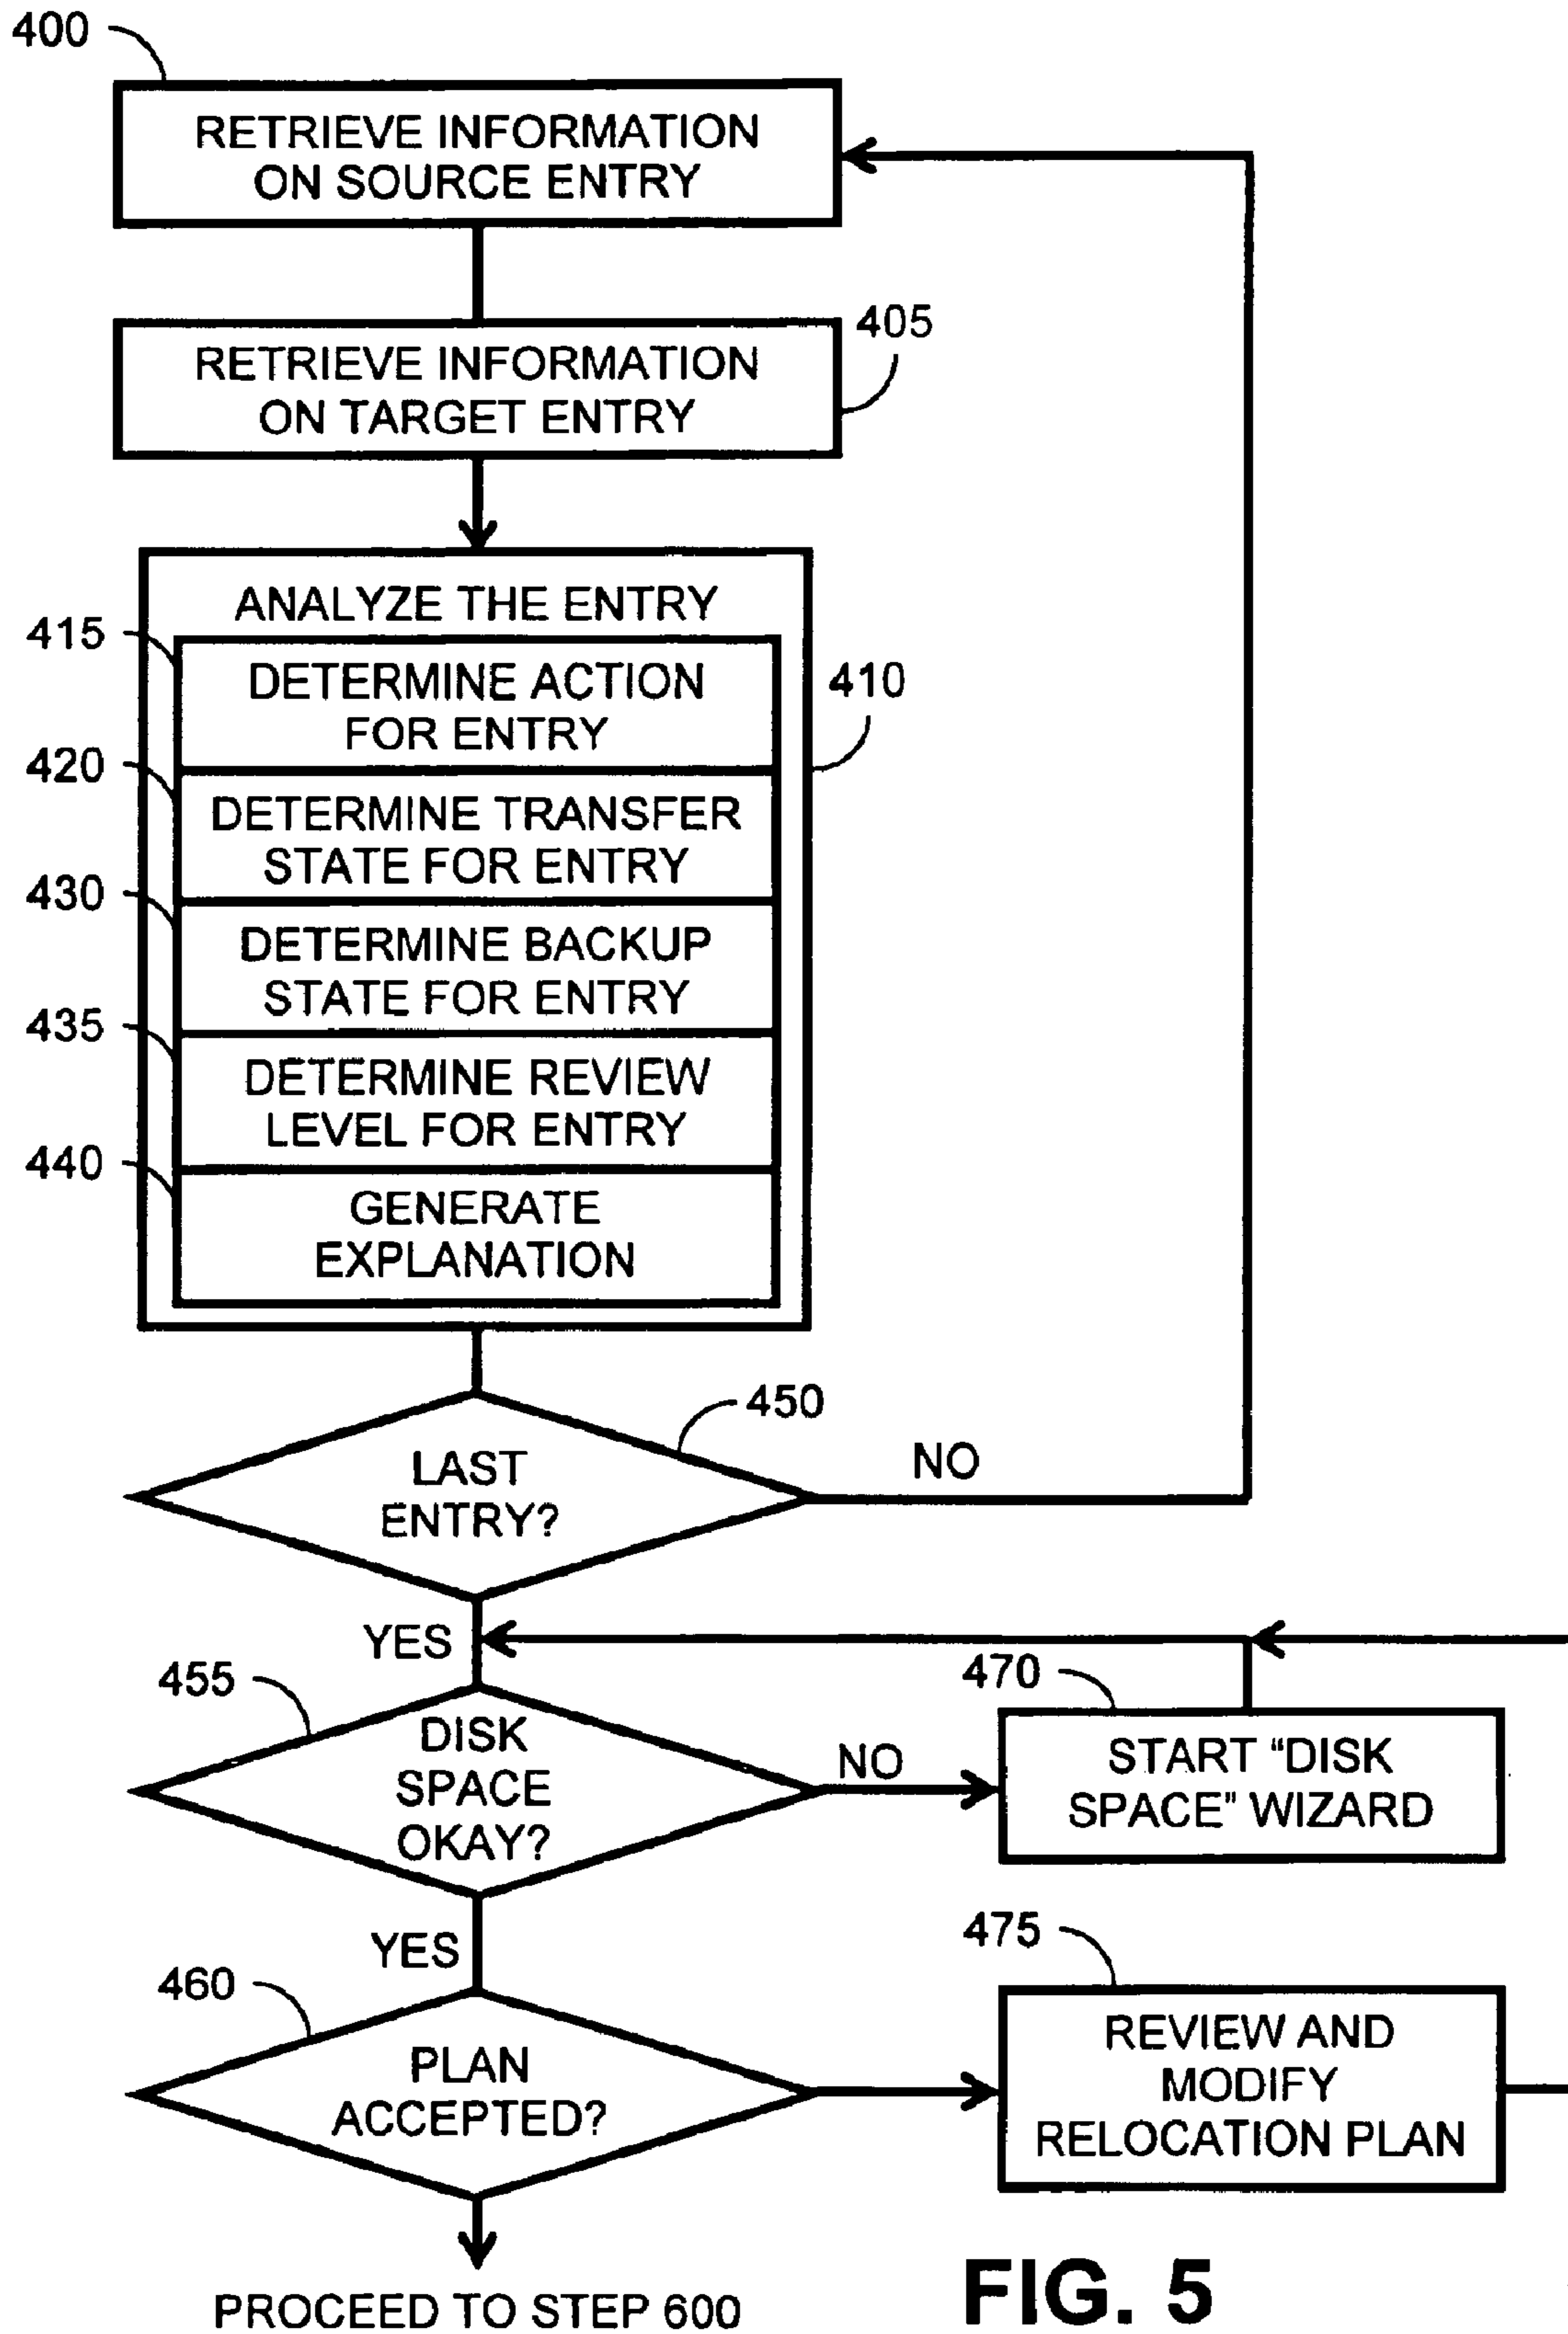 400
RETRIEVE INFORMATION
ON SOURCE ENTRY
405
RETRIEVE INFORMATION
ON TARGET ENTRY
ANALYZE THE ENTRY
410
415
DETERMINE ACTION
FOR ENTRY
420
DETERMINE TRANSFER
STATE FOR ENTRY
430
DETERMINE BACKUP
STATE FOR ENTRY
435
DETERMINE REVIEW
LEVEL FOR ENTRY
440
GENERATE
EXPLANATION
450
LAST
ENTRY?
NO
YES
455
DISK
SPACE
OKAY?
NO
470
START “DISK
SPACE” WIZARD
YES
460
PLAN
ACCEPTED?
475
REVIEW AND
MODIFY
RELOCATION PLAN
PROCEED TO STEP 600
FIG. 5